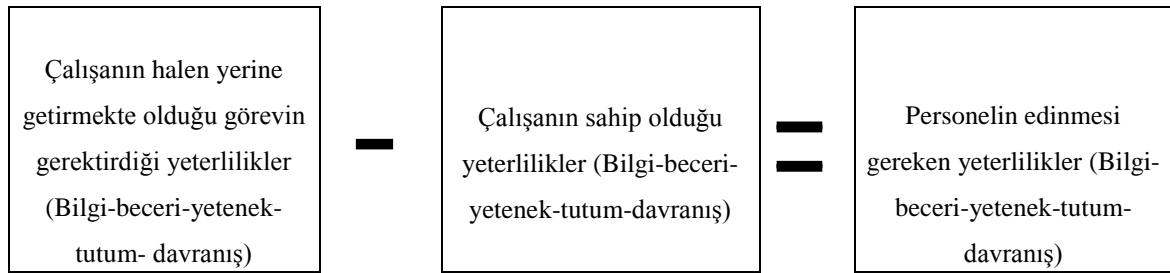 Çalışanın halen yerine
getirmekte olduğu görevin
gerektirdiği yeterlilikler
(Bilgi-beceri-yetenek-
tutum- davranış)
Çalışanın sahip olduğu
yeterlilikler (Bilgi-beceri-
yetenek-tutum-davranış)
Personelin edinmesi
gereken yeterlilikler (Bilgi-
beceri-yetenek-tutum-
davranış)